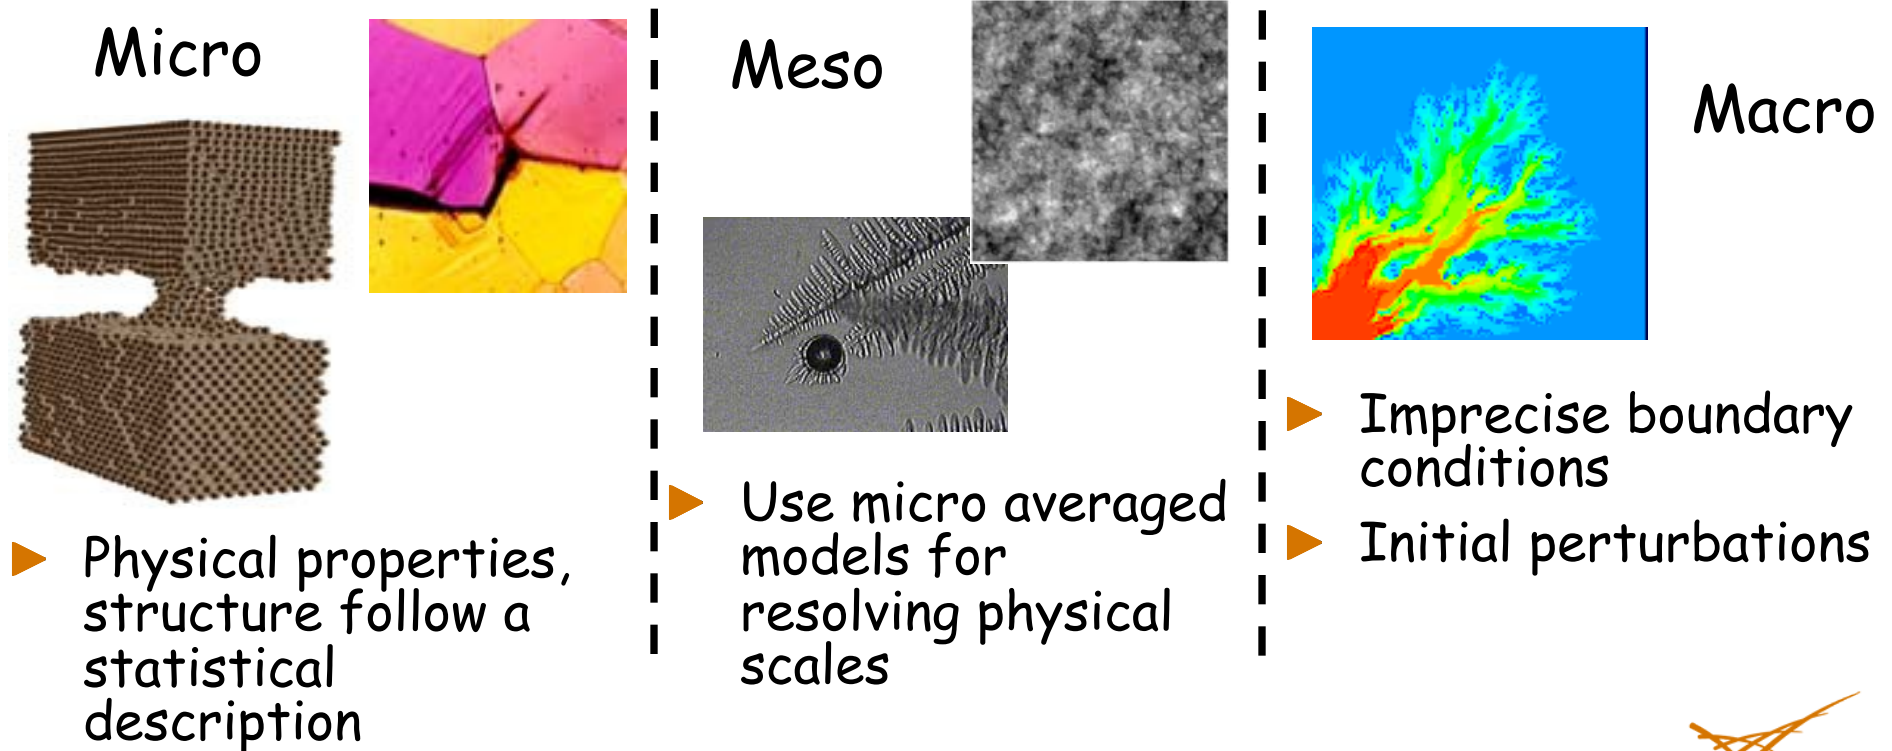 Micro
Physical properties,
structure follow a
statistical
description
Meso
Use micro averaged
models for
resolving physical
scales
Macro
Imprecise boundary
conditions
Initial perturbations